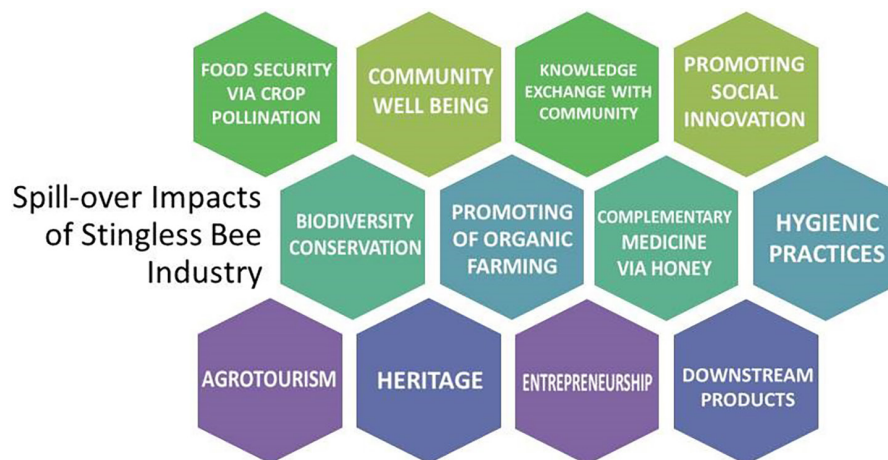 FOOD SECURITY
VIA CROP
POLLINATION
COMMUNITY
WELL BEING
KNOWLEDGE
EXCHANGE WITH
COMMUNITY
PROMOTING
SOCIAL
INNOVATION
Spill-over Impacts
of Stingless Bee
Industry
BIODIVERSITY
CONSERVATION
PROMOTING
OF ORGANIC
FARMING
COMPLEMENTARY
MEDICINE
VIA HONEY
HYGIENIC
PRACTICES
AGROTOURISM
HERITAGE
ENTREPRENEURSHIP
DOWNSTREAM
PRODUCTS